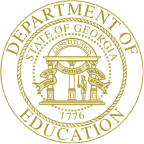 DEPARTMENT OF
STATE OF GEORGIA
CONSTITUTION
1776
EDUCATION